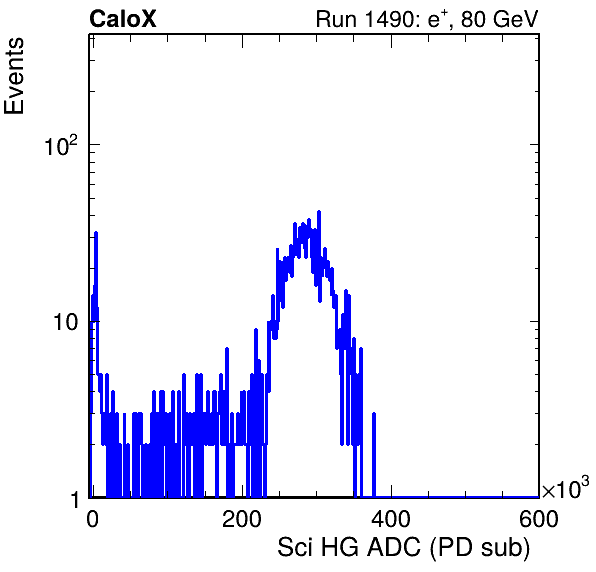 CaloX Run 1490: e⁺, 80 GeV
Events
10²
10
1
0 200 400 600
×10³
Sci HG ADC (PD sub)